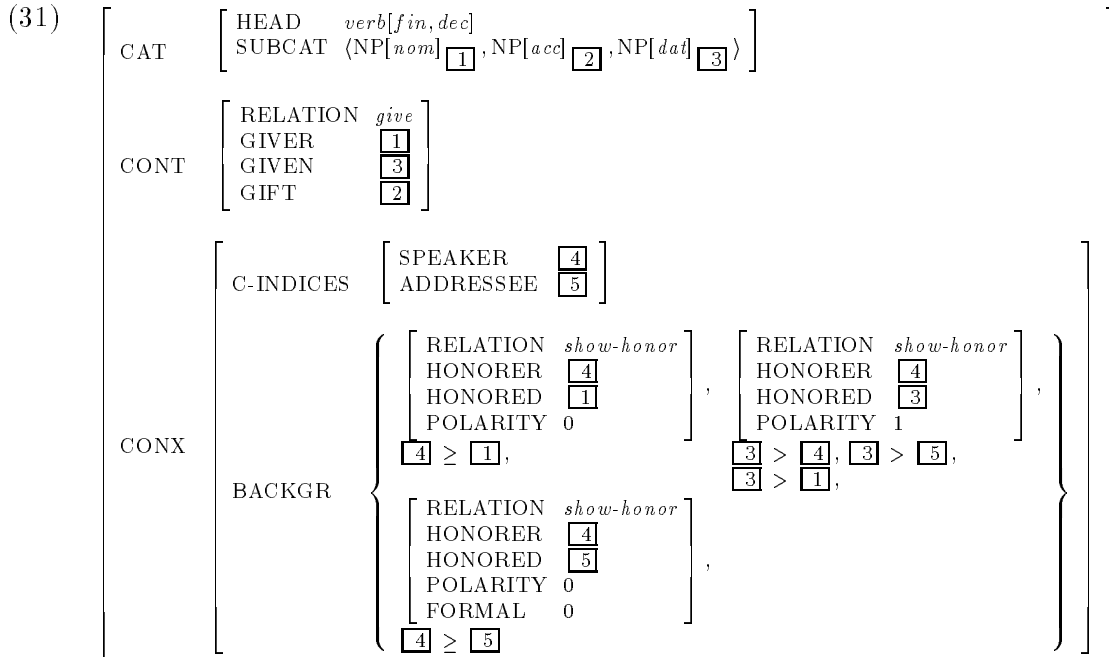 (31)
HEAD verb[fin, dec]
CAT
SUBCAT ⟨NP[nom] 1 , NP[acc] 2 , NP[dat] 3 ⟩
RELATION give
GIVER 1
CONT
GIVEN 3
GIFT 2
SPEAKER 4
C-INDICES
ADDRESSEE 5
RELATION show-honor RELATION show-honor
HONORER 4 HONORER 4
HONORED 1 , HONORED 3 ,
POLARITY 0 POLARITY 1
CONX
4 ≥ 1 , 3 > 4 , 3 > 5 ,
3 > 1 ,
BACKGR
RELATION show-honor
HONORER 4
HONORED 5 ,
POLARITY 0
FORMAL 0
4 ≥ 5